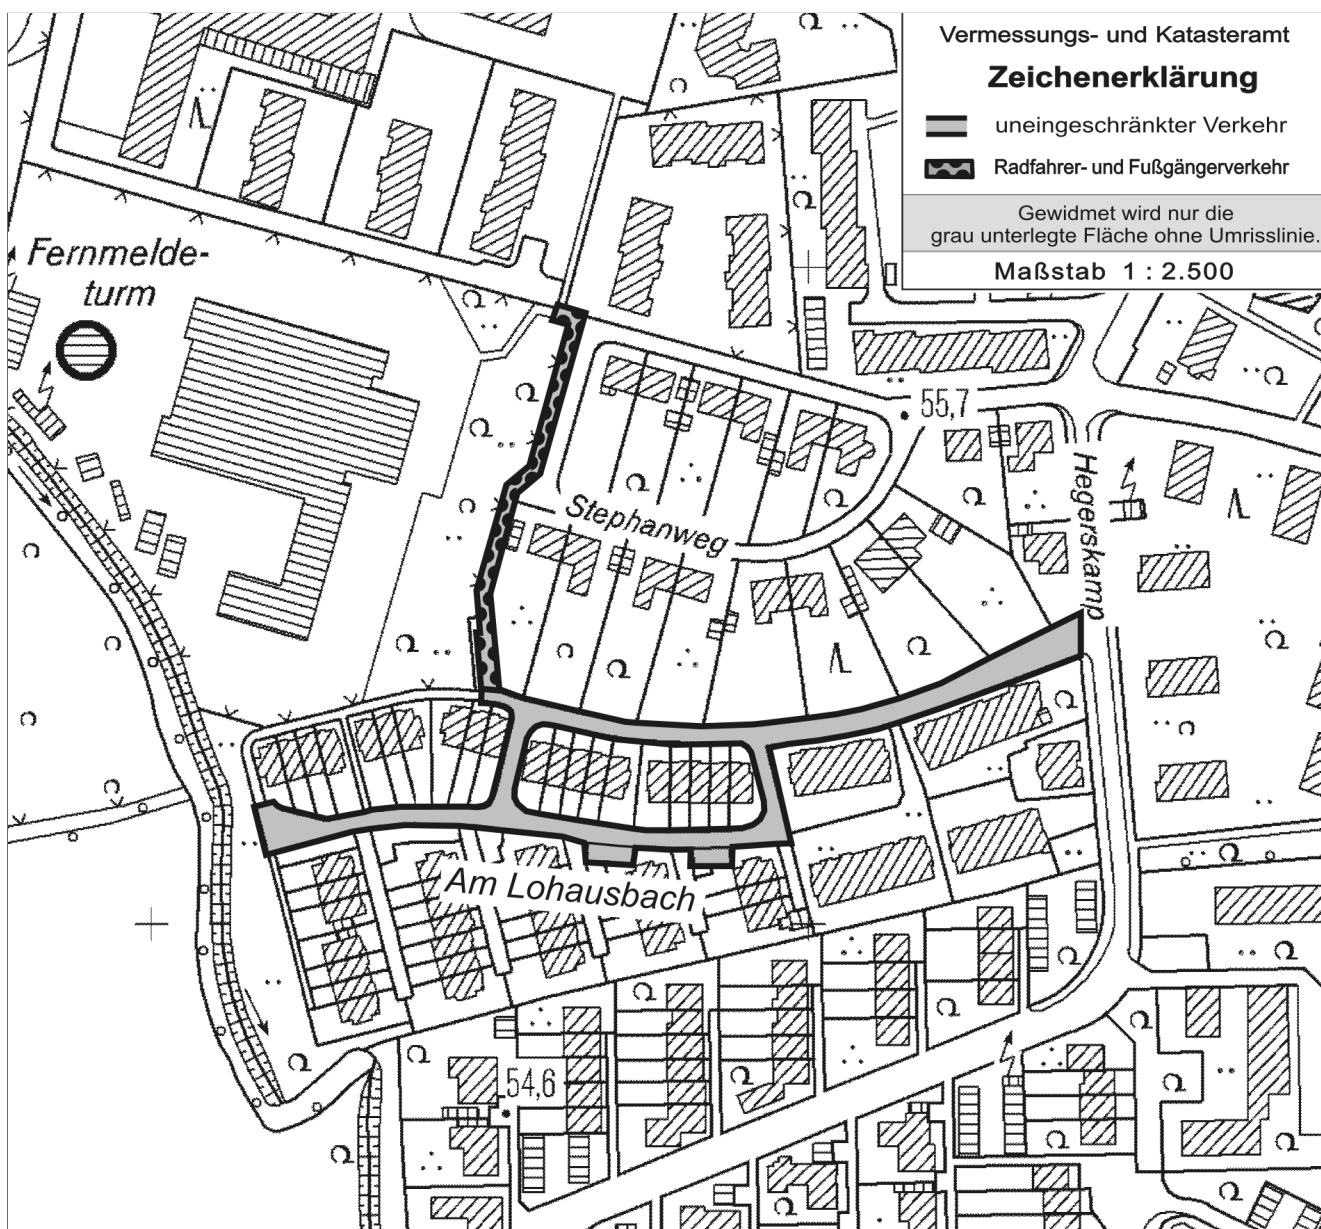 Vermessungs- und Katasteramt
Zeichenerklärung
uneingeschränkter Verkehr
Radfahrer- und Fußgängerverkehr
Gewidmet wird nur die
grau unterlegte Fläche ohne Umrisslinie.
Maßstab 1 : 2.500
Fernmelde-
turm
55,7
Hegerskamp
Stephanweg
Am Lohausbach
54,6